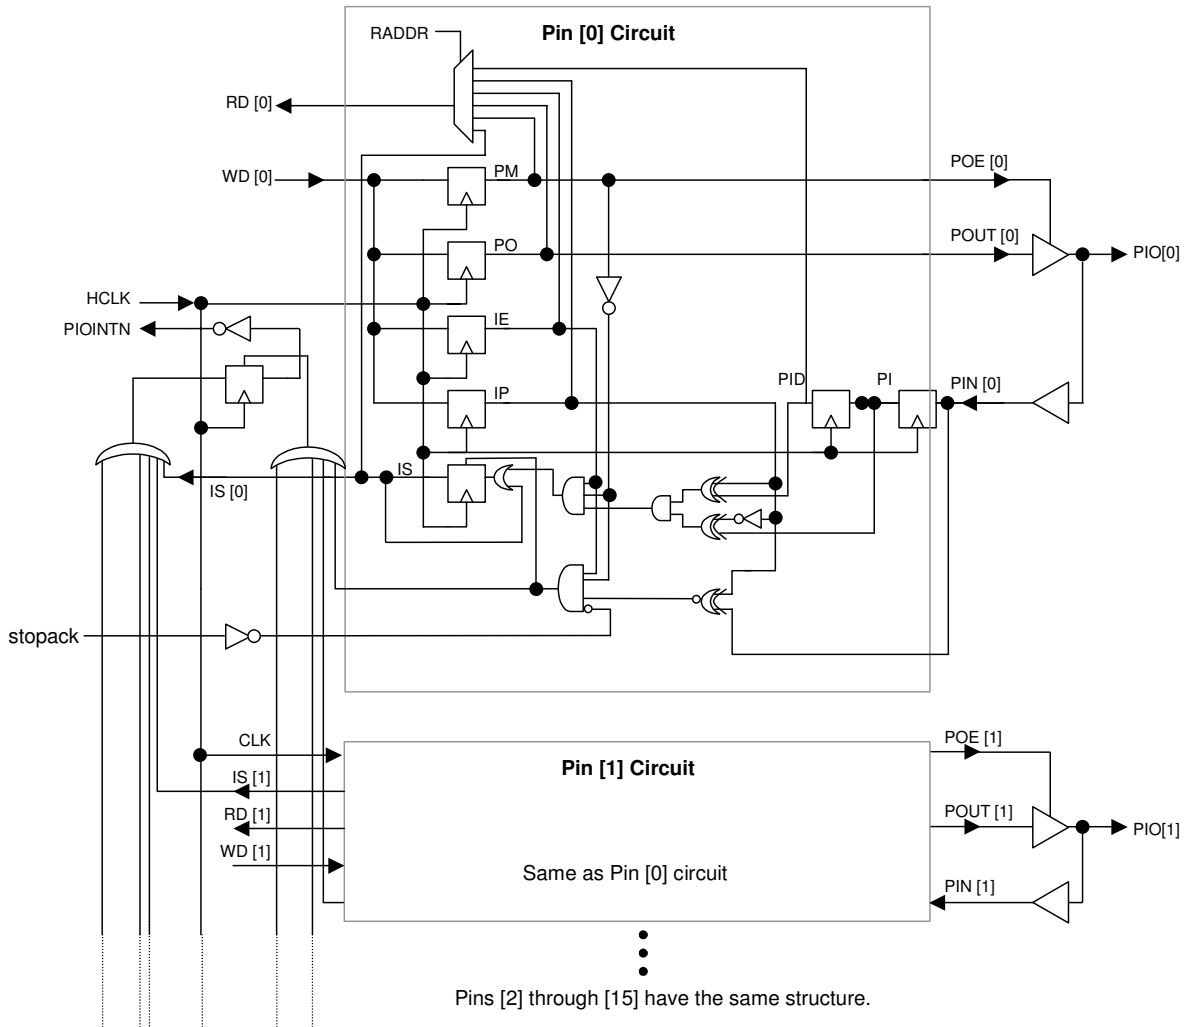 Pin [0] Circuit
RADDR
RD [0]
WD [0]
PM
POE [0]
PO
POUT [0]
PIO[0]
HCLK
PIOINTN
IE
IP
PID
PI
PIN [0]
IS
IS [0]
stopack
CLK
Pin [1] Circuit
POE [1]
IS [1]
RD [1]
POUT [1]
PIO[1]
WD [1]
Same as Pin [0] circuit
PIN [1]
Pins [2] through [15] have the same structure.